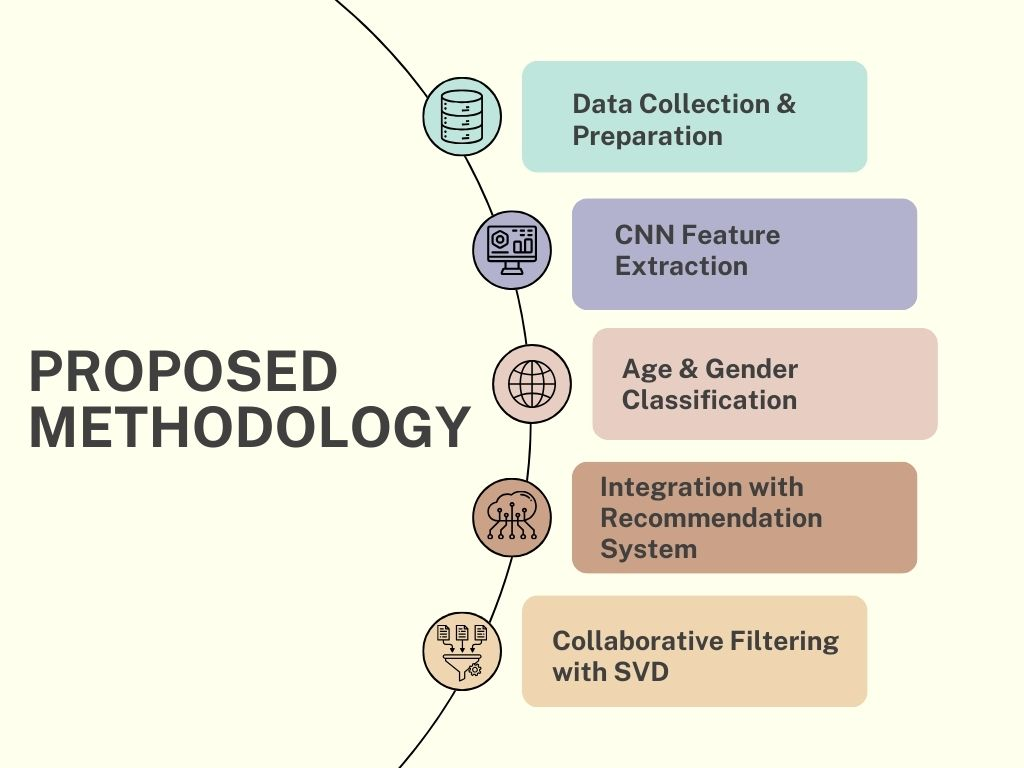 PROPOSED
METHODOLOGY
Data Collection &
Preparation
CNN Feature
Extraction
Age & Gender
Classification
Integration with
Recommendation
System
Collaborative Filtering
with SVD